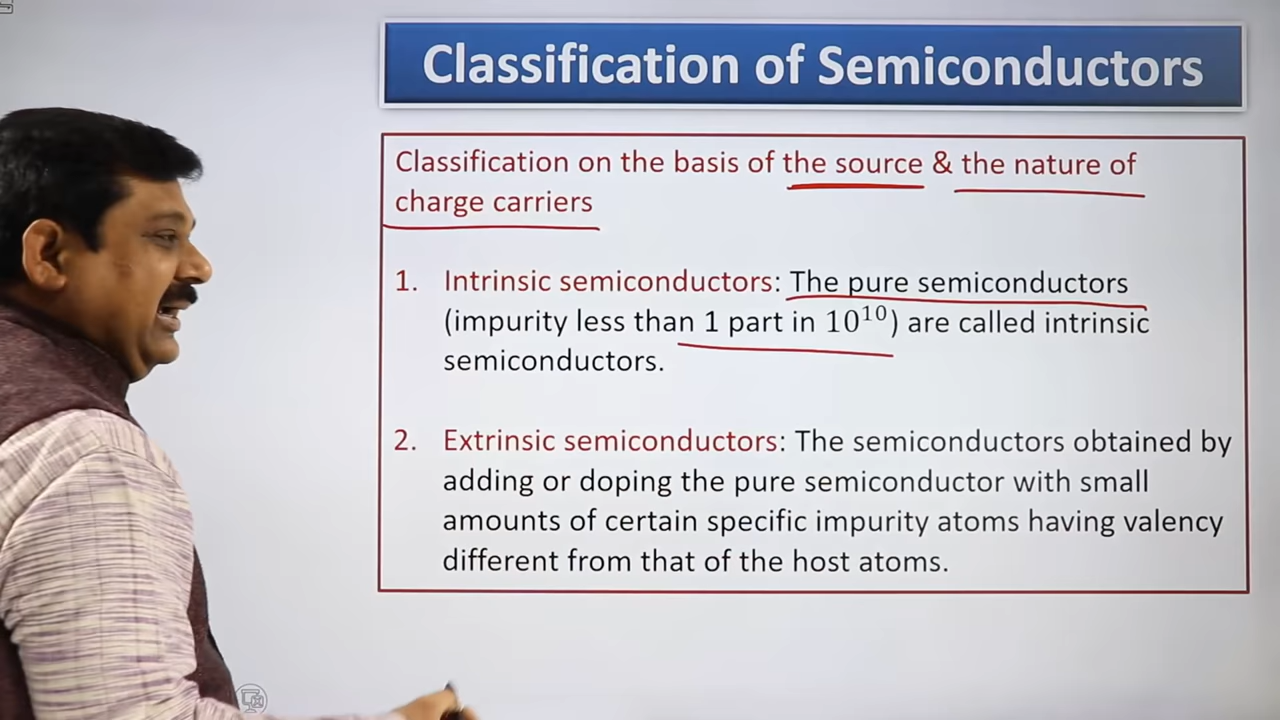 Classification of Semiconductors
Classification on the basis of the source & the nature of
charge carriers
1. Intrinsic semiconductors: The pure semiconductors
(impurity less than 1 part in 10¹⁰) are called intrinsic
semiconductors.
2. Extrinsic semiconductors: The semiconductors obtained by
adding or doping the pure semiconductor with small
amounts of certain specific impurity atoms having valency
different from that of the host atoms.